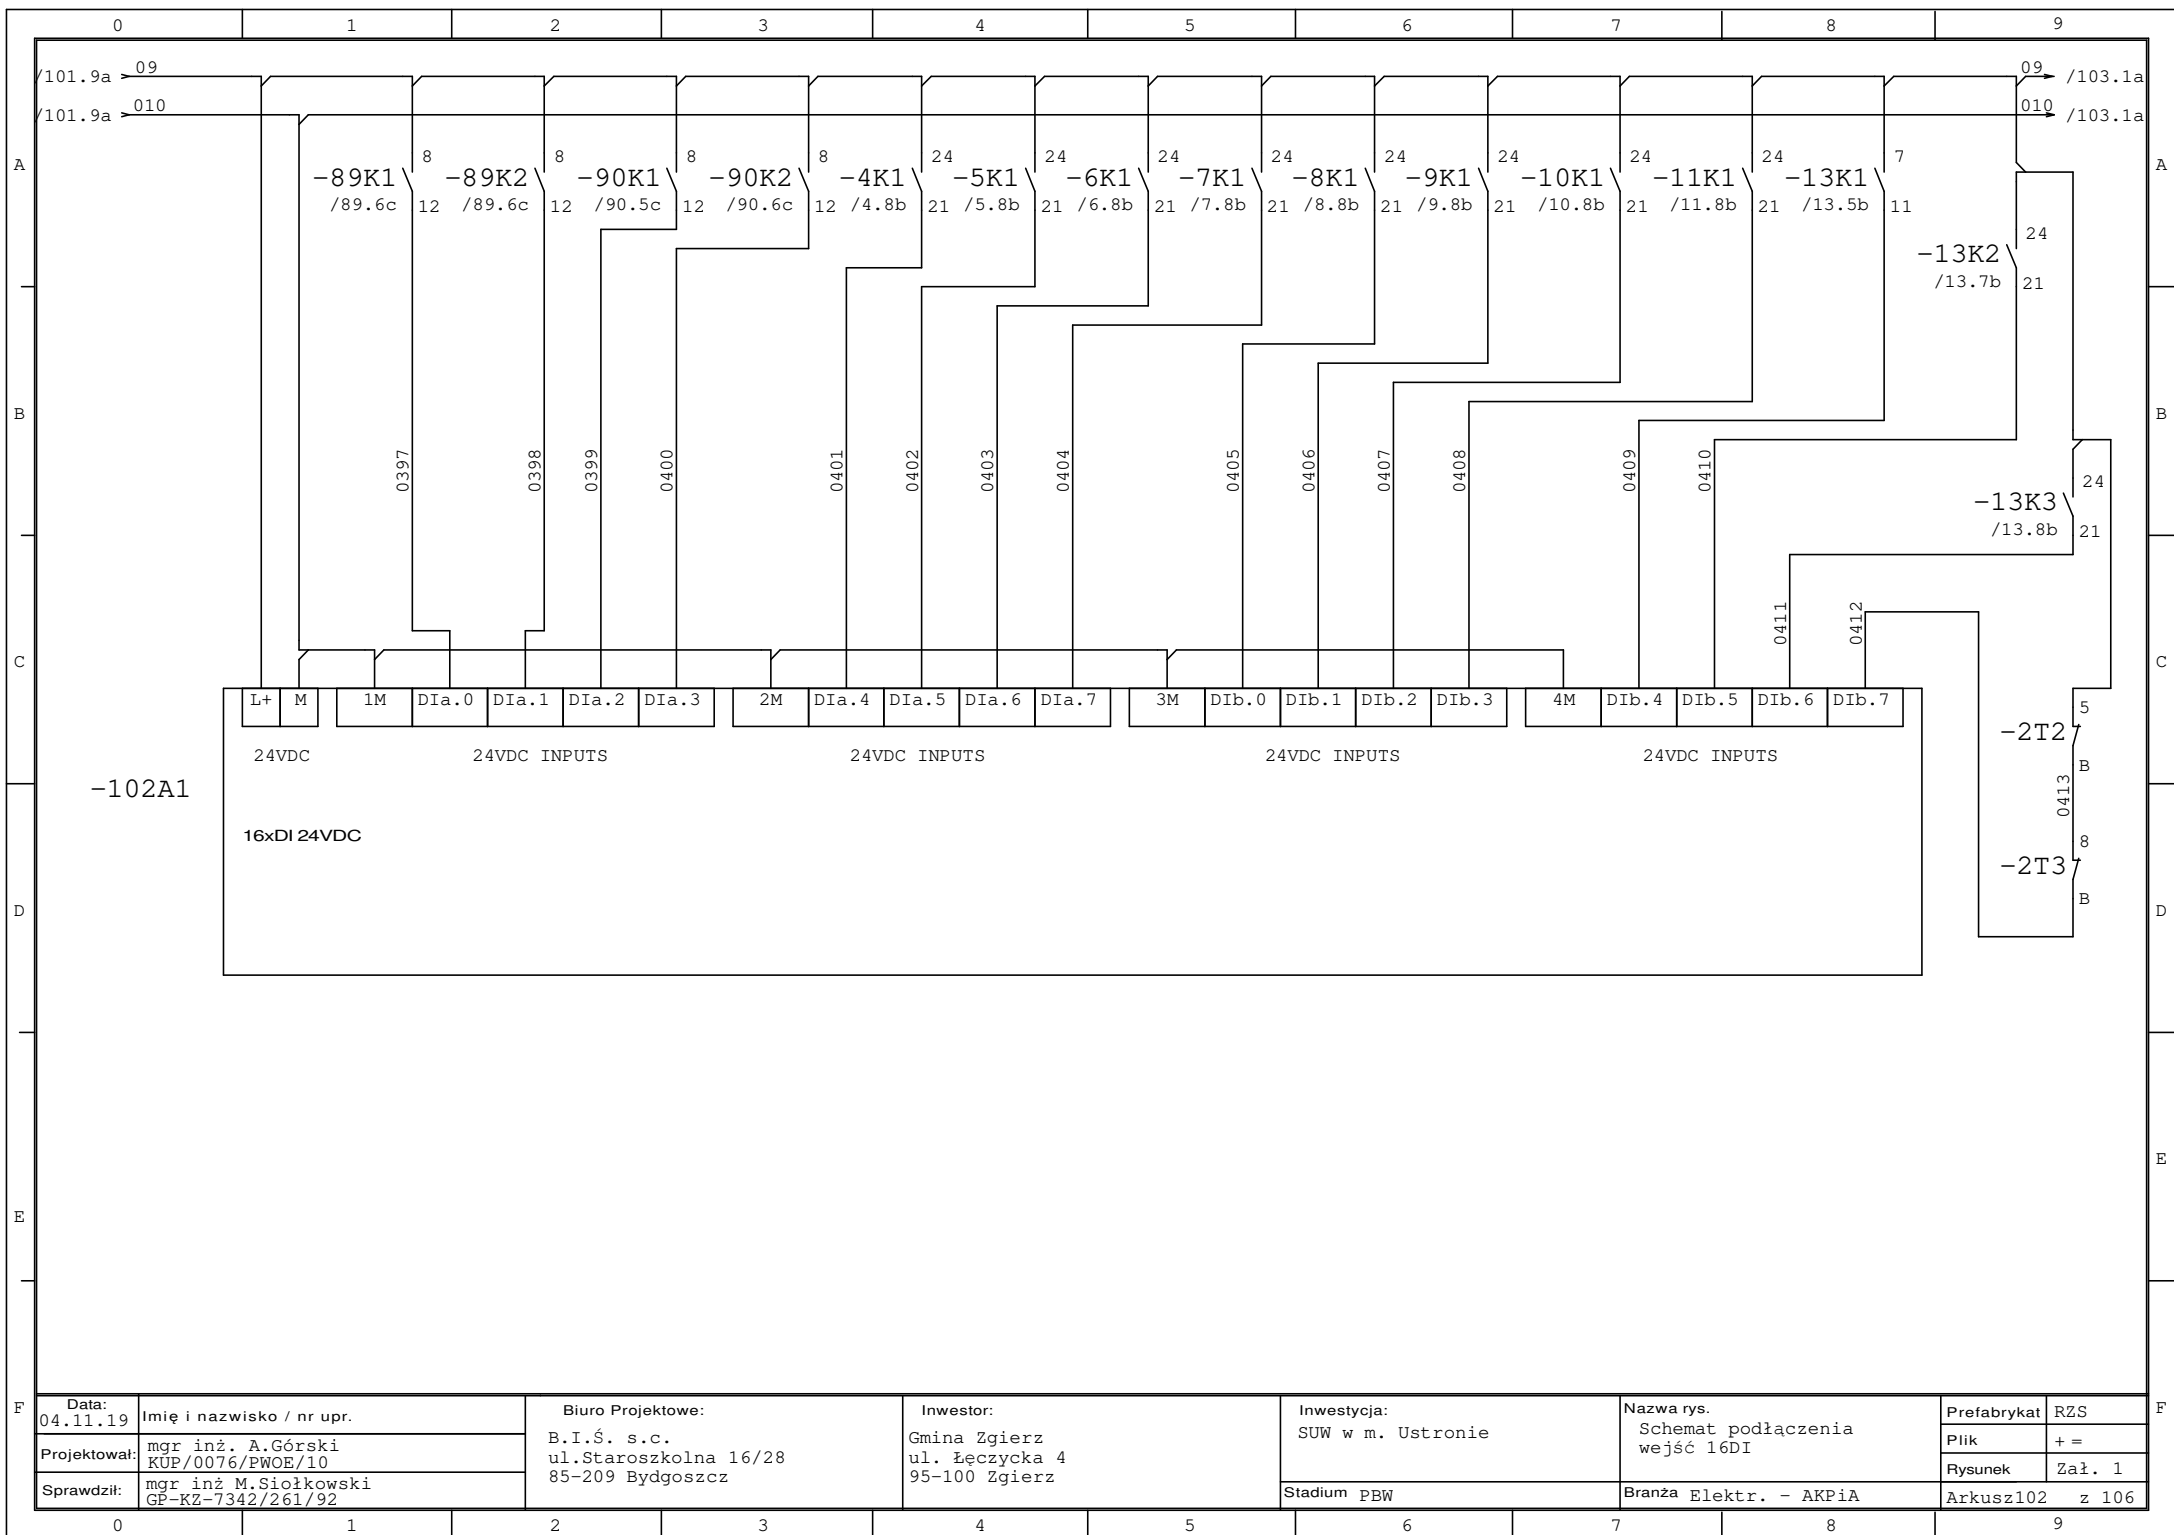 0 1 2 3 4 5 6 7 8 9
/101.9a 09 09 /103.1a
/101.9a 010 010 /103.1a
A A
8 8 8 8 24 24 24 24 24 24 24 24 7
-89K1 -89K2 -90K1 -90K2 -4K1 -5K1 -6K1 -7K1 -8K1 -9K1 -10K1 -11K1 -13K1
/89.6c 12 /89.6c 12 /90.5c 12 /90.6c 12 /4.8b 21 /5.8b 21 /6.8b 21 /7.8b 21 /8.8b 21 /9.8b 21 /10.8b 21 /11.8b 21 /13.5b 11
24
-13K2
/13.7b 21
B B
0397 0398 0399 0400 0401 0402 0403 0404 0405 0406 0407 0408 0409 0410
24
-13K3
/13.8b 21
0411 0412
C C
L+ M 1M DIa.0 DIa.1 DIa.2 DIa.3 2M DIa.4 DIa.5 DIa.6 DIa.7 3M DIb.0 DIb.1 DIb.2 DIb.3 4M DIb.4 DIb.5 DIb.6 DIb.7
5
-2T2
B
24VDC 24VDC INPUTS 24VDC INPUTS 24VDC INPUTS 24VDC INPUTS
-102A1
0413
16xDI 24VDC
8
-2T3
B
D D
E E
F F
Data:
04.11.19
Imię i nazwisko / nr upr.
Projektował:
mgr inż. A.Górski
KUP/0076/PWOE/10
Sprawdził:
mgr inż M.Siołkowski
GP-KZ-7342/261/92
Biuro Projektowe:
B.I.Ś. s.c.
ul.Staroszkolna 16/28
85-209 Bydgoszcz
Inwestor:
Gmina Zgierz
ul. Łęczycka 4
95-100 Zgierz
Inwestycja:
SUW w m. Ustronie
Stadium PBW
Nazwa rys.
Schemat podłączenia
wejść 16DI
Branża Elektr. - AKPiA
Prefabrykat RZS
Plik + =
Rysunek Zał. 1
Arkusz102 z 106
0 1 2 3 4 5 6 7 8 9